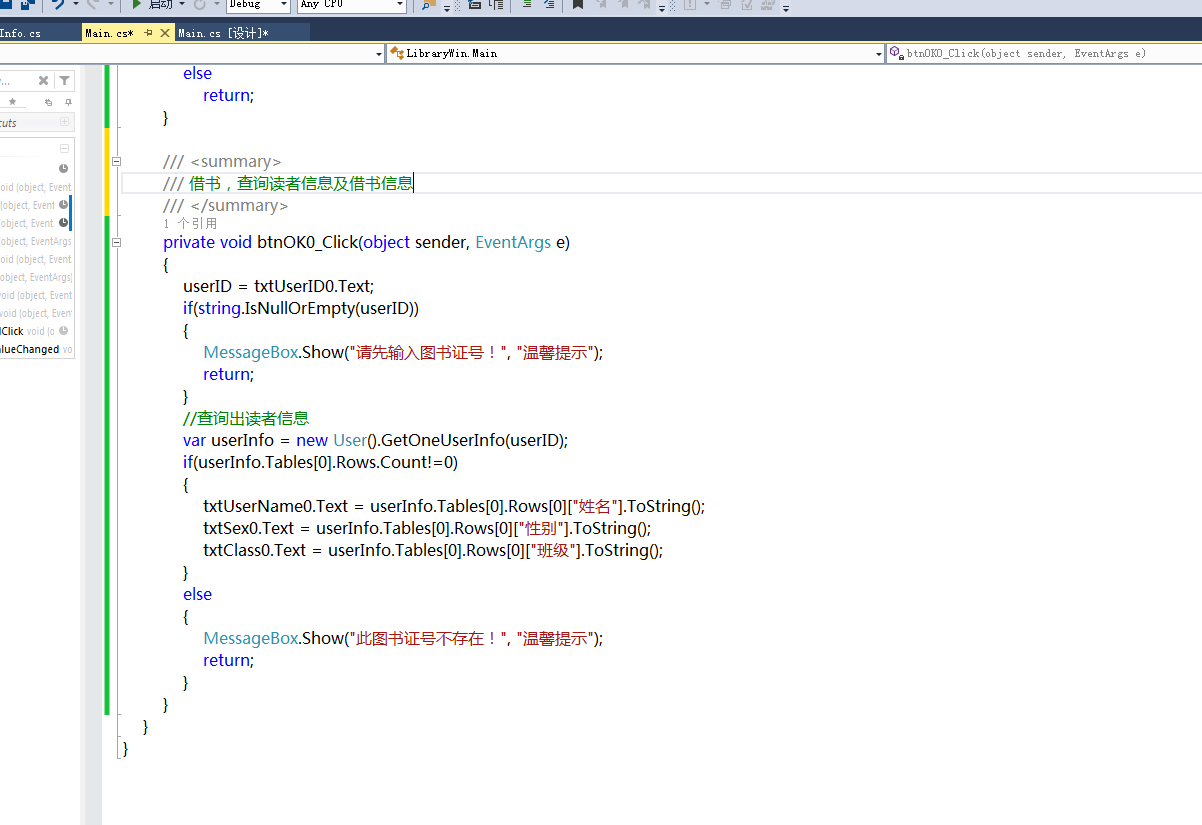 启动
Debug
Any CPU
Info.cs
Main.cs*
Main.cs [设计]*
LibraryWin.Main
btnOK0_Click(object sender, EventArgs e)
else
return;
}
/// <summary>
/// 借书，查询读者信息及借书信息
/// </summary>
1 个引用
private void btnOK0_Click(object sender, EventArgs e)
{
userID = txtUserID0.Text;
if(string.IsNullOrEmpty(userID))
{
MessageBox.Show("请先输入图书证号！", "温馨提示");
return;
}
//查询出读者信息
var userInfo = new User().GetOneUserInfo(userID);
if(userInfo.Tables[0].Rows.Count!=0)
{
txtUserName0.Text = userInfo.Tables[0].Rows[0]["姓名"].ToString();
txtSex0.Text = userInfo.Tables[0].Rows[0]["性别"].ToString();
txtClass0.Text = userInfo.Tables[0].Rows[0]["班级"].ToString();
}
else
{
MessageBox.Show("此图书证号不存在！", "温馨提示");
return;
}
}
}
}
cuts
void (object, Event
(object, Event
(object, Event
(object, EventArgs
void (object, Event
(object, EventArgs)
void (object, Event
void (object, Event
lClick void (o
alueChanged vo